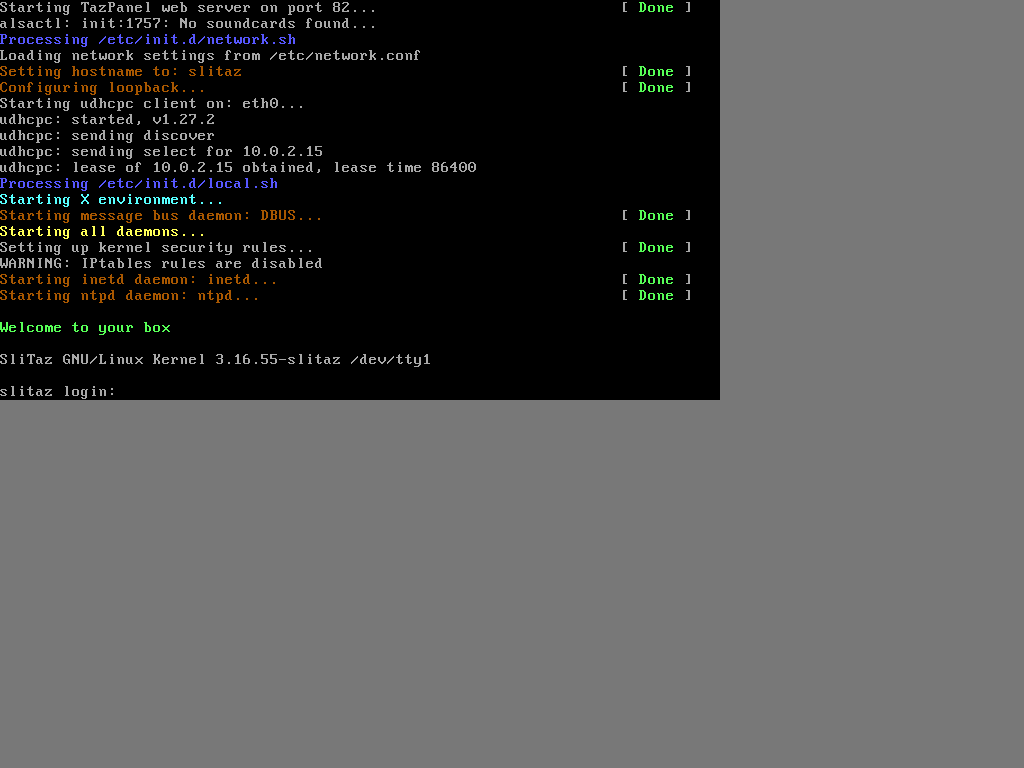 Starting TazPanel web server on port 82... [ Done ]
alsactl: init:1757: No soundcards found...
Processing /etc/init.d/network.sh
Loading network settings from /etc/network.conf
Setting hostname to: slitaz [ Done ]
Configuring loopback... [ Done ]
Starting udhcpc client on: eth0...
udhcpc: started, v1.27.2
udhcpc: sending discover
udhcpc: sending select for 10.0.2.15
udhcpc: lease of 10.0.2.15 obtained, lease time 86400
Processing /etc/init.d/local.sh
Starting X environment...
Starting message bus daemon: DBUS... [ Done ]
Starting all daemons...
Setting up kernel security rules... [ Done ]
WARNING: IPtables rules are disabled
Starting inetd daemon: inetd... [ Done ]
Starting ntpd daemon: ntpd... [ Done ]
Welcome to your box
SliTaz GNU/Linux Kernel 3.16.55-slitaz /dev/tty1
slitaz login: